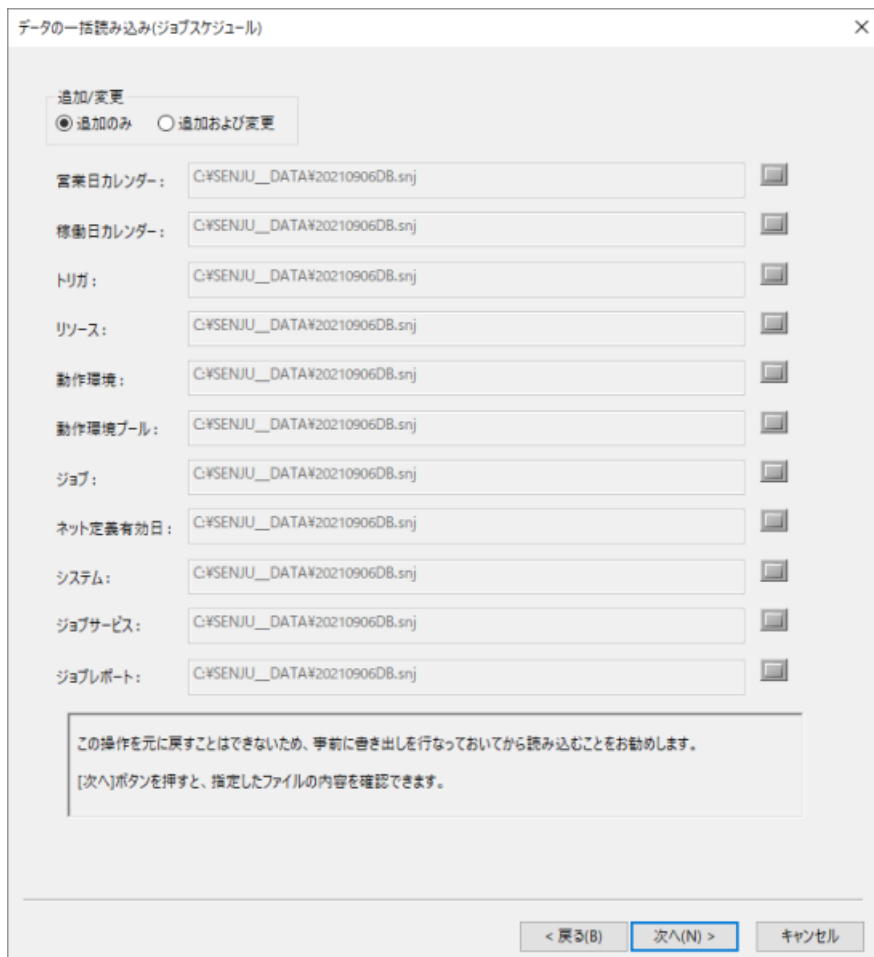 データの一括読み込み(ジョブスケジュール)
追加/変更
追加のみ 追加および変更
営業日カレンダー: C:¥SENJU__DATA¥20210906DB.snj
稼働日カレンダー: C:¥SENJU__DATA¥20210906DB.snj
トリガ: C:¥SENJU__DATA¥20210906DB.snj
リソース: C:¥SENJU__DATA¥20210906DB.snj
動作環境: C:¥SENJU__DATA¥20210906DB.snj
動作環境プール: C:¥SENJU__DATA¥20210906DB.snj
ジョブ: C:¥SENJU__DATA¥20210906DB.snj
ネット定義有効日: C:¥SENJU__DATA¥20210906DB.snj
システム: C:¥SENJU__DATA¥20210906DB.snj
ジョブサービス: C:¥SENJU__DATA¥20210906DB.snj
ジョブレポート: C:¥SENJU__DATA¥20210906DB.snj
この操作を元に戻すことはできないため、事前に書き出しを行なっておいてから読み込むことをお勧めします。
[次へ]ボタンを押すと、指定したファイルの内容を確認できます。
< 戻る(B) 次へ(N) > キャンセル